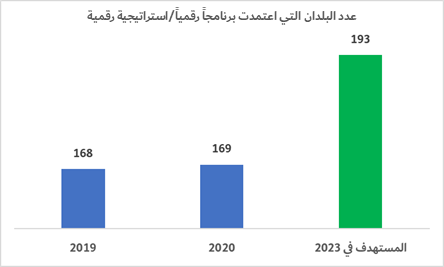 عدد البلدان التي اعتمدت برنامجاً رقمياً/استراتيجية رقمية
193
169
168
2019
2020
المستهدف في 2023